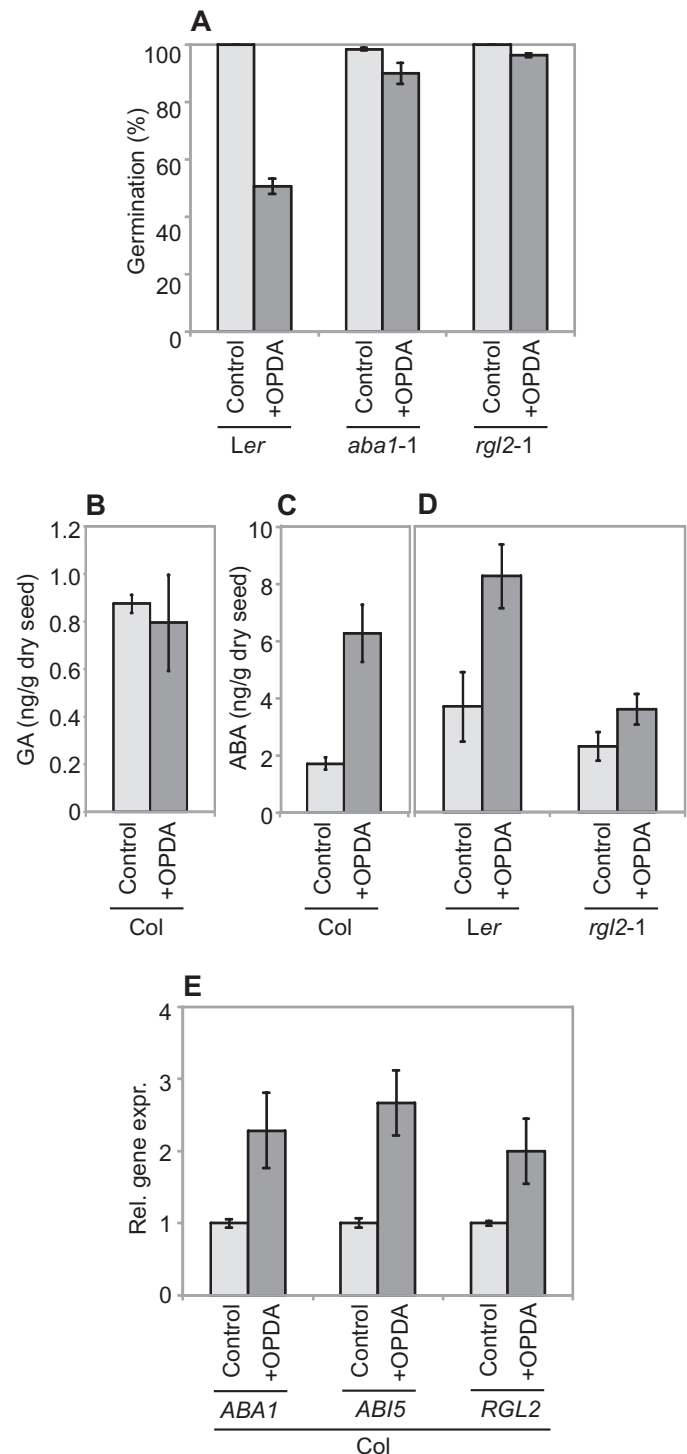 A
Germination (%)
100
80
60
40
20
0
Control
+OPDA
Control
+OPDA
Control
+OPDA
Ler
aba1-1
rgl2-1
B
GA (ng/g dry seed)
1.2
1.0
0.8
0.6
0.4
0.2
0
Control
+OPDA
Col
C
ABA (ng/g dry seed)
10
8
6
4
2
0
Control
+OPDA
Col
D
Control
+OPDA
Control
+OPDA
Ler
rgl2-1
E
Rel. gene expr.
4
3
2
1
0
Control
+OPDA
Control
+OPDA
Control
+OPDA
ABA1
ABI5
RGL2
Col